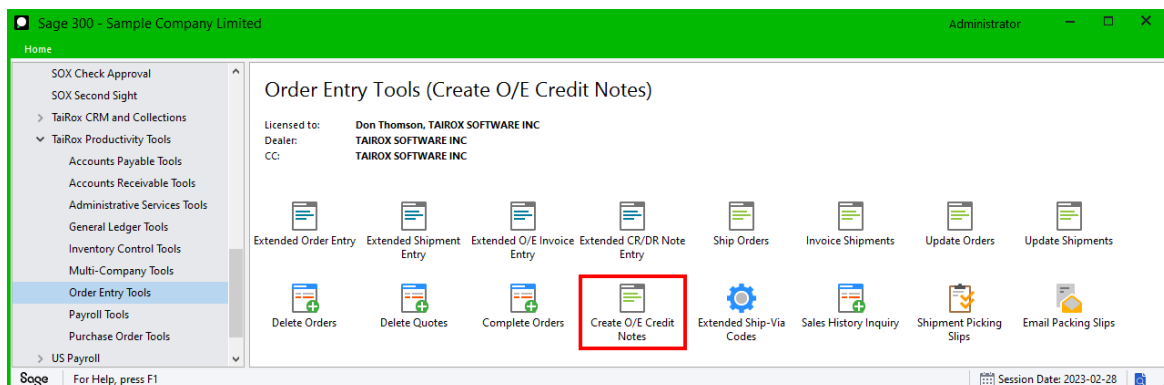 Sage 300 - Sample Company Limited
Administrator
Home
SOX Check Approval
SOX Second Sight
TaiRox CRM and Collections
TaiRox Productivity Tools
Accounts Payable Tools
Accounts Receivable Tools
Administrative Services Tools
General Ledger Tools
Inventory Control Tools
Multi-Company Tools
Order Entry Tools
Payroll Tools
Purchase Order Tools
US Payroll
Order Entry Tools (Create O/E Credit Notes)
Licensed to: Don Thomson, TAIROX SOFTWARE INC
Dealer: TAIROX SOFTWARE INC
CC: TAIROX SOFTWARE INC
Extended Order Entry
Extended Shipment
Entry
Extended O/E Invoice
Entry
Extended CR/DR Note
Entry
Ship Orders
Invoice Shipments
Update Orders
Update Shipments
Delete Orders
Delete Quotes
Complete Orders
Create O/E Credit
Notes
Extended Ship-Via
Codes
Sales History Inquiry
Shipment Picking
Slips
Email Packing Slips
Sage
For Help, press F1
Session Date: 2023-02-28